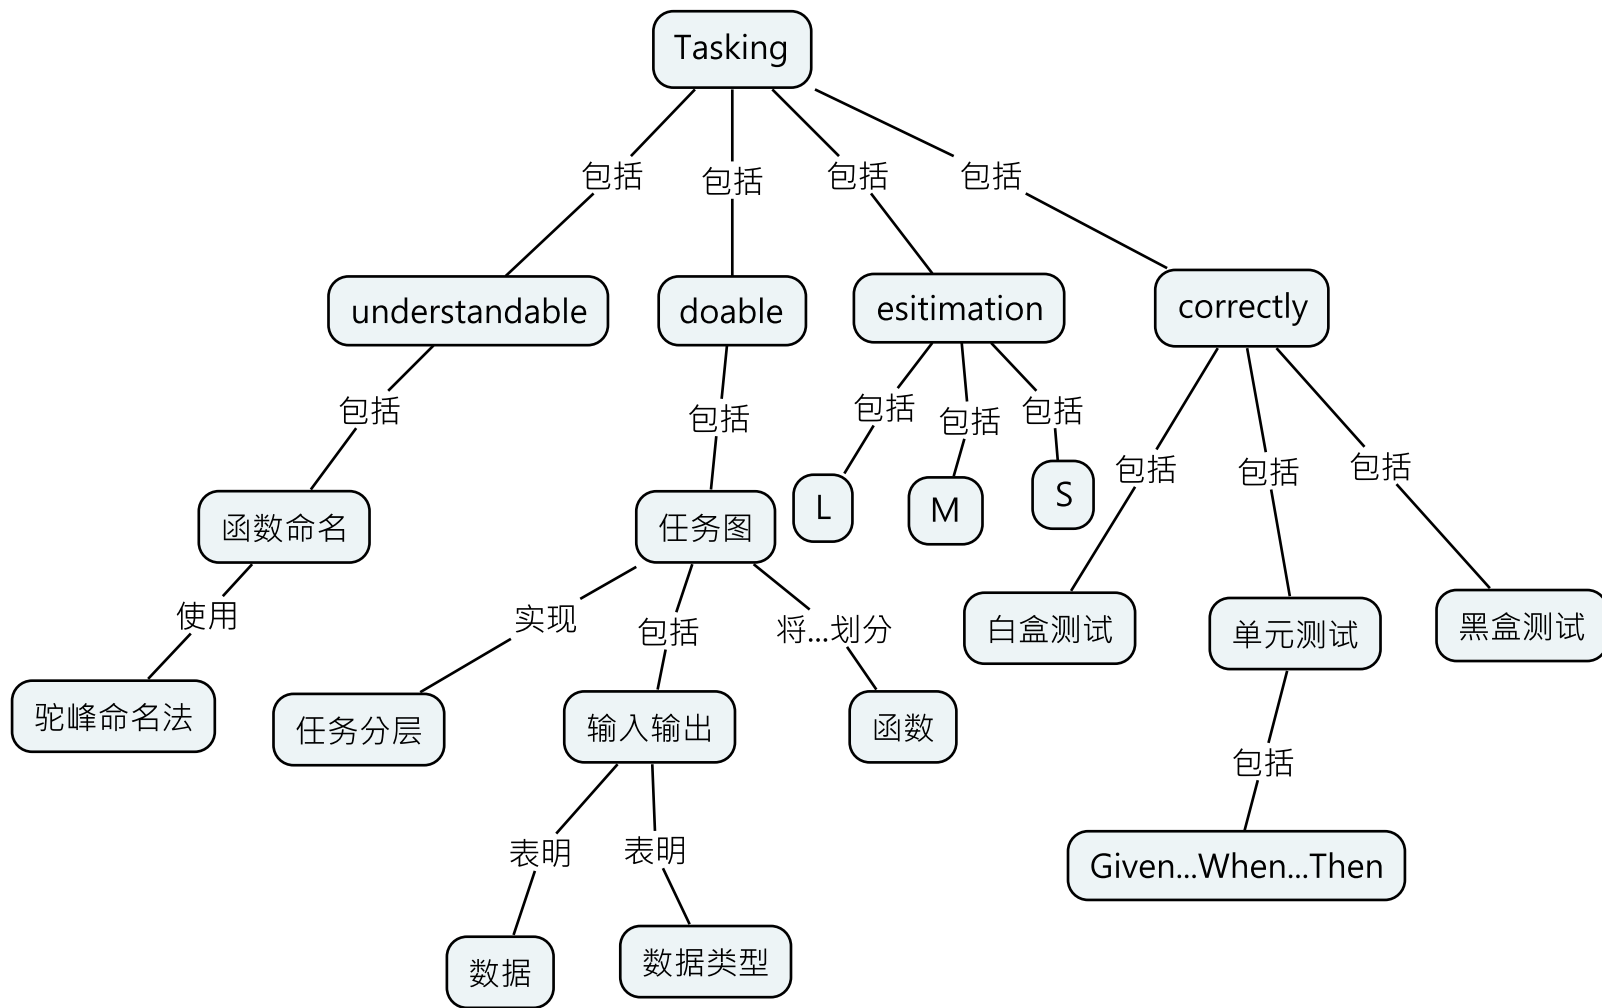 Tasking
包括
包括
包括
包括
understandable
doable
esitimation
correctly
包括
包括
包括
包括
包括
包括
包括
包括
函数命名
任务图
L
M
S
使用
实现
包括
将...划分
白盒测试
单元测试
黑盒测试
驼峰命名法
任务分层
输入输出
函数
包括
表明
表明
Given...When...Then
数据
数据类型